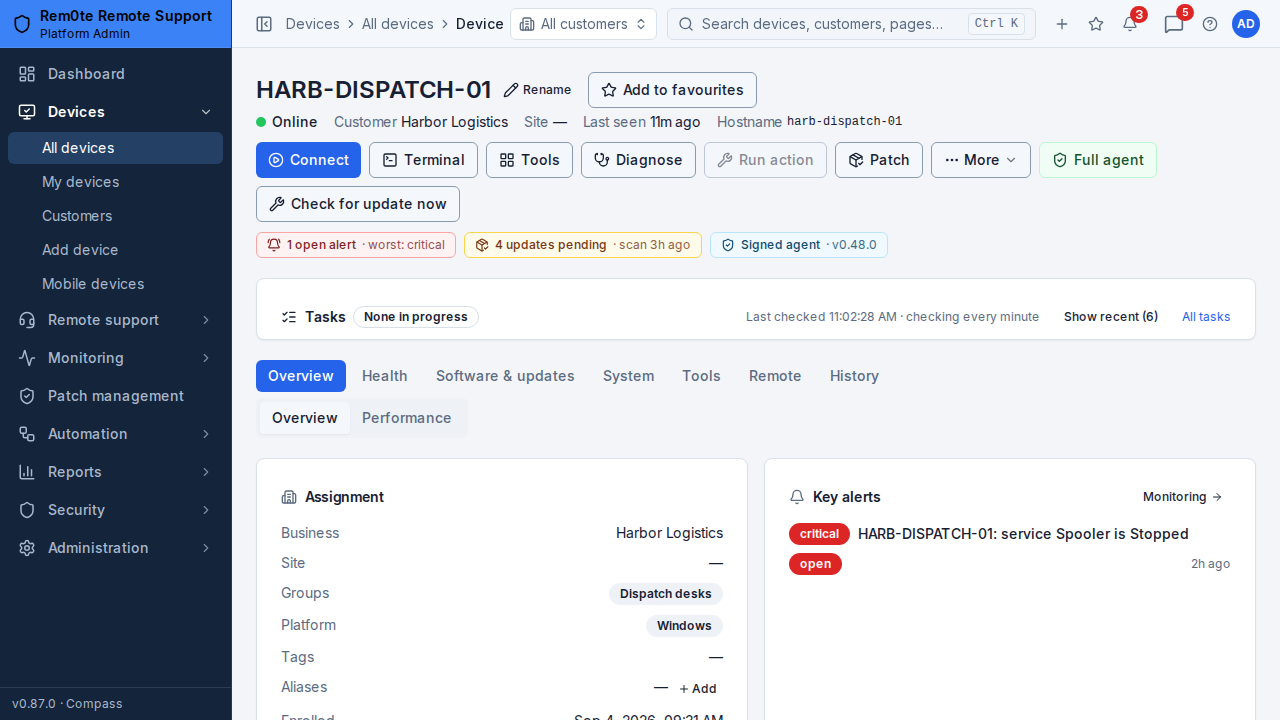 Rem0te Remote Support
Platform Admin
Devices
All devices
Device
All customers
Search devices, customers, pages…
Ctrl K
3
5
AD
Dashboard
Devices
All devices
My devices
Customers
Add device
Mobile devices
Remote support
Monitoring
Patch management
Automation
Reports
Security
Administration
v0.87.0 · Compass
HARB-DISPATCH-01
Rename
Add to favourites
Online
Customer Harbor Logistics
Site —
Last seen 11m ago
Hostname harb-dispatch-01
Connect
Terminal
Tools
Diagnose
Run action
Patch
More
Full agent
Check for update now
1 open alert · worst: critical
4 updates pending · scan 3h ago
Signed agent · v0.48.0
Tasks
None in progress
Last checked 11:02:28 AM · checking every minute
Show recent (6)
All tasks
Overview
Health
Software & updates
System
Tools
Remote
History
Overview
Performance
Assignment
Business Harbor Logistics
Site —
Groups Dispatch desks
Platform Windows
Tags —
Aliases — + Add
Enrolled Sep 4, 2026, 09:21 AM
Key alerts
Monitoring →
critical HARB-DISPATCH-01: service Spooler is Stopped
open 2h ago